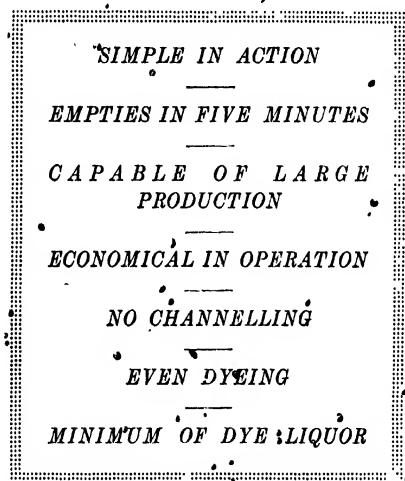 SIMPLE IN ACTION
EMPTIES IN FIVE MINUTES
CAPABLE OF LARGE
PRODUCTION
ECONOMICAL IN OPERATION
NO CHANNELLING
EVEN DYEING
MINIMUM OF DYE LIQUOR